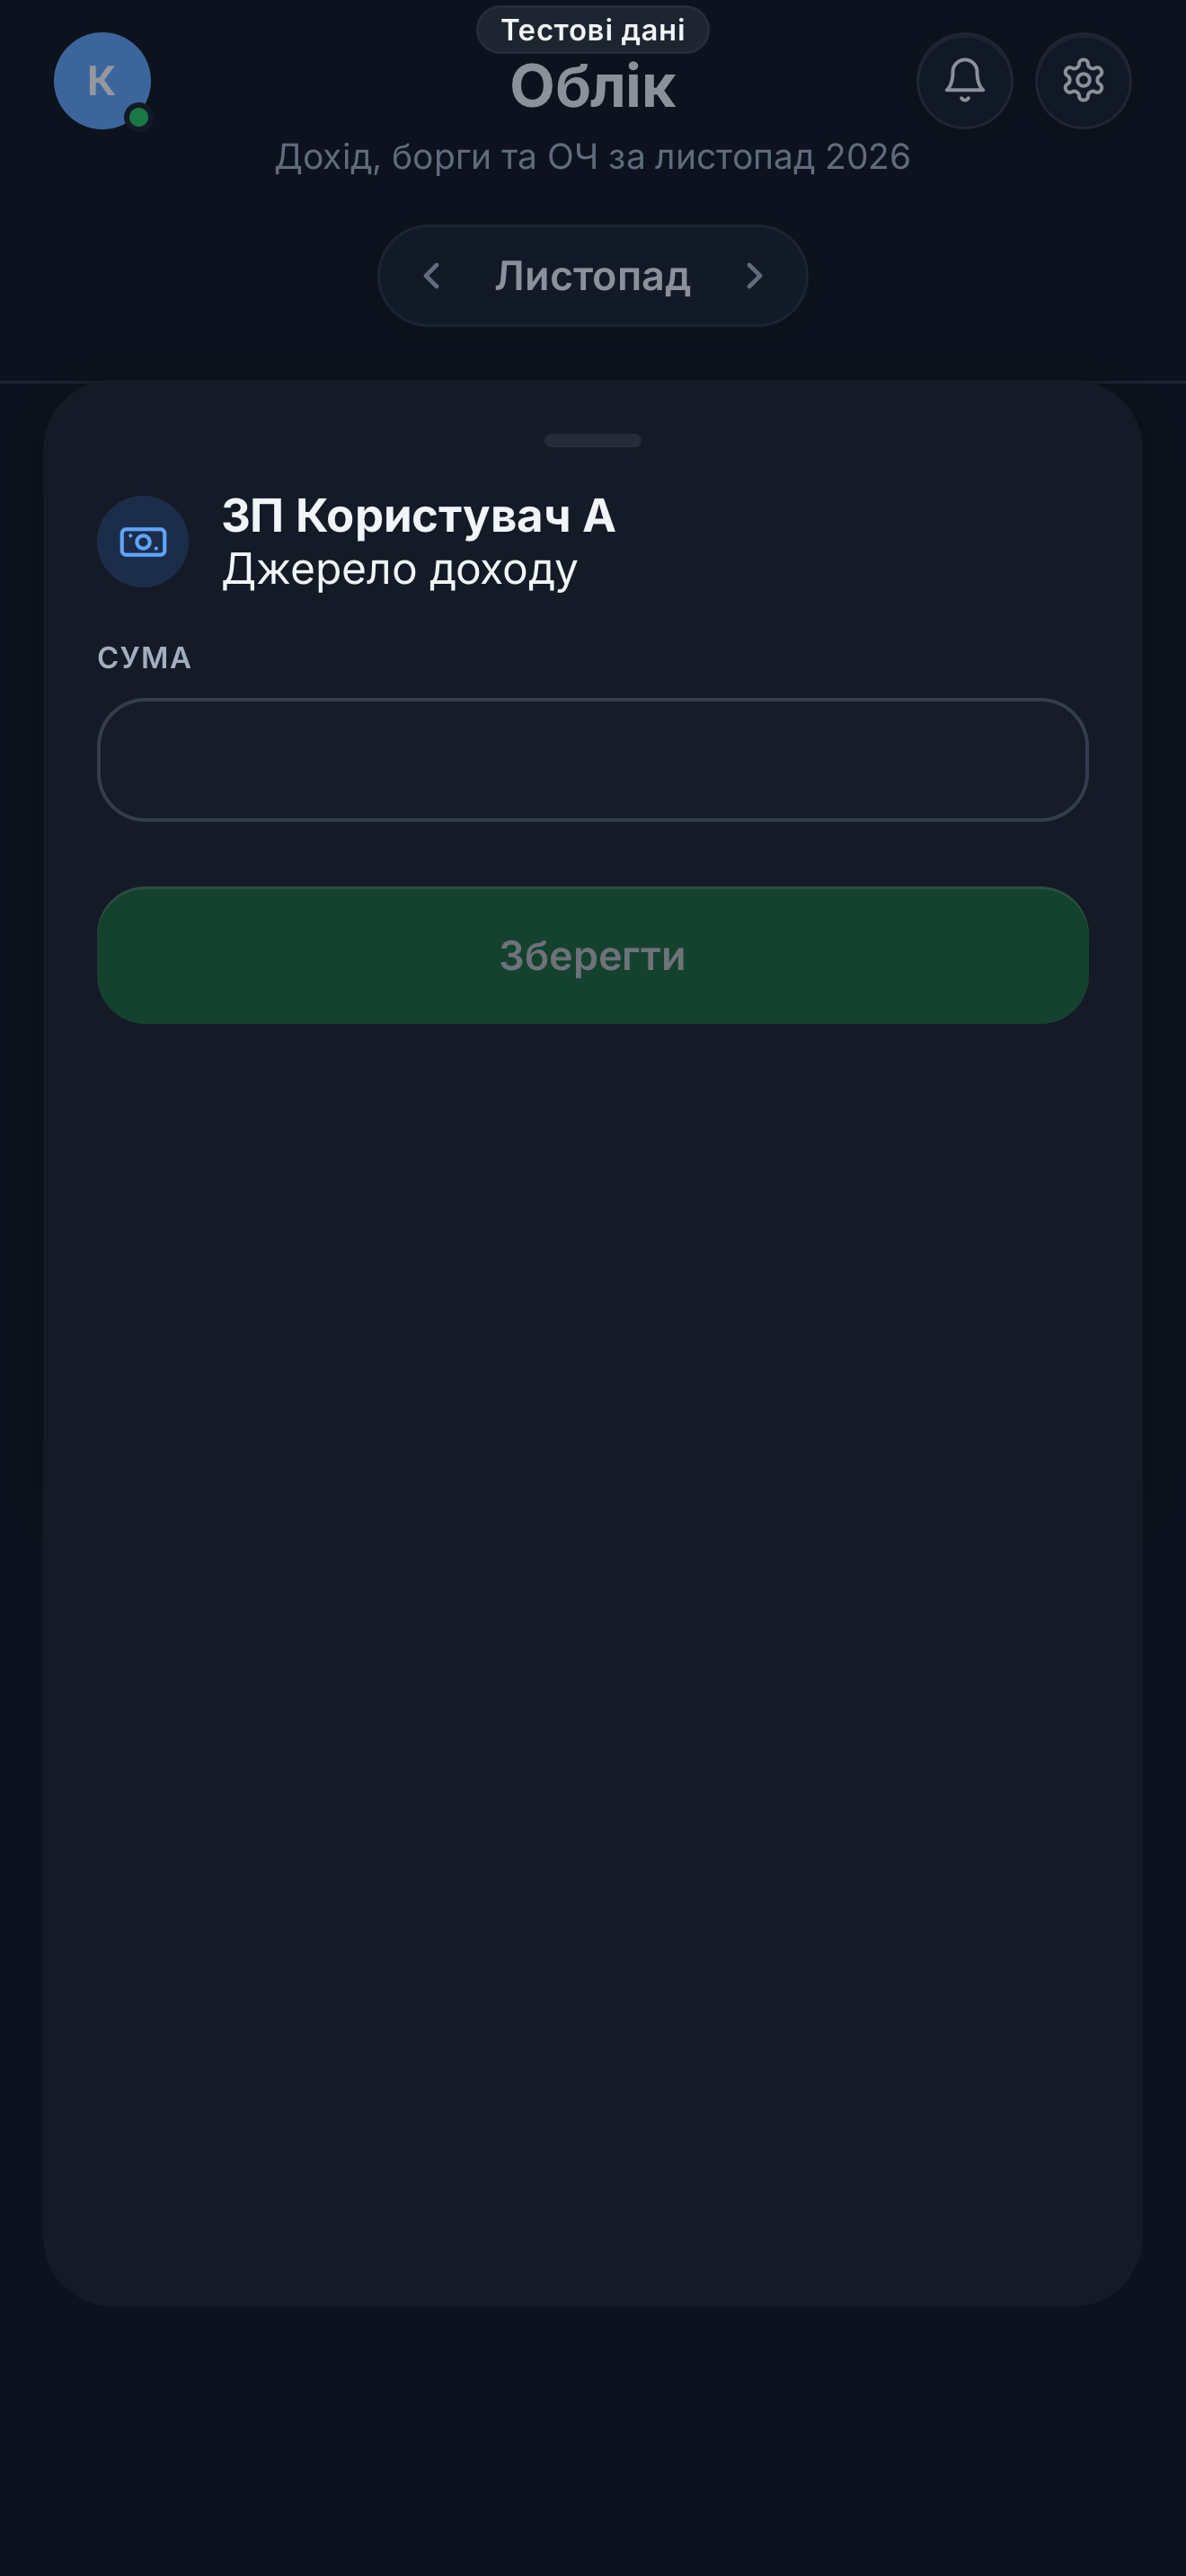 Тестові дані
К
Облік
Дохід, борги та ОЧ за листопад 2026
Листопад
ЗП Користувач А
Джерело доходу
СУМА
Зберегти